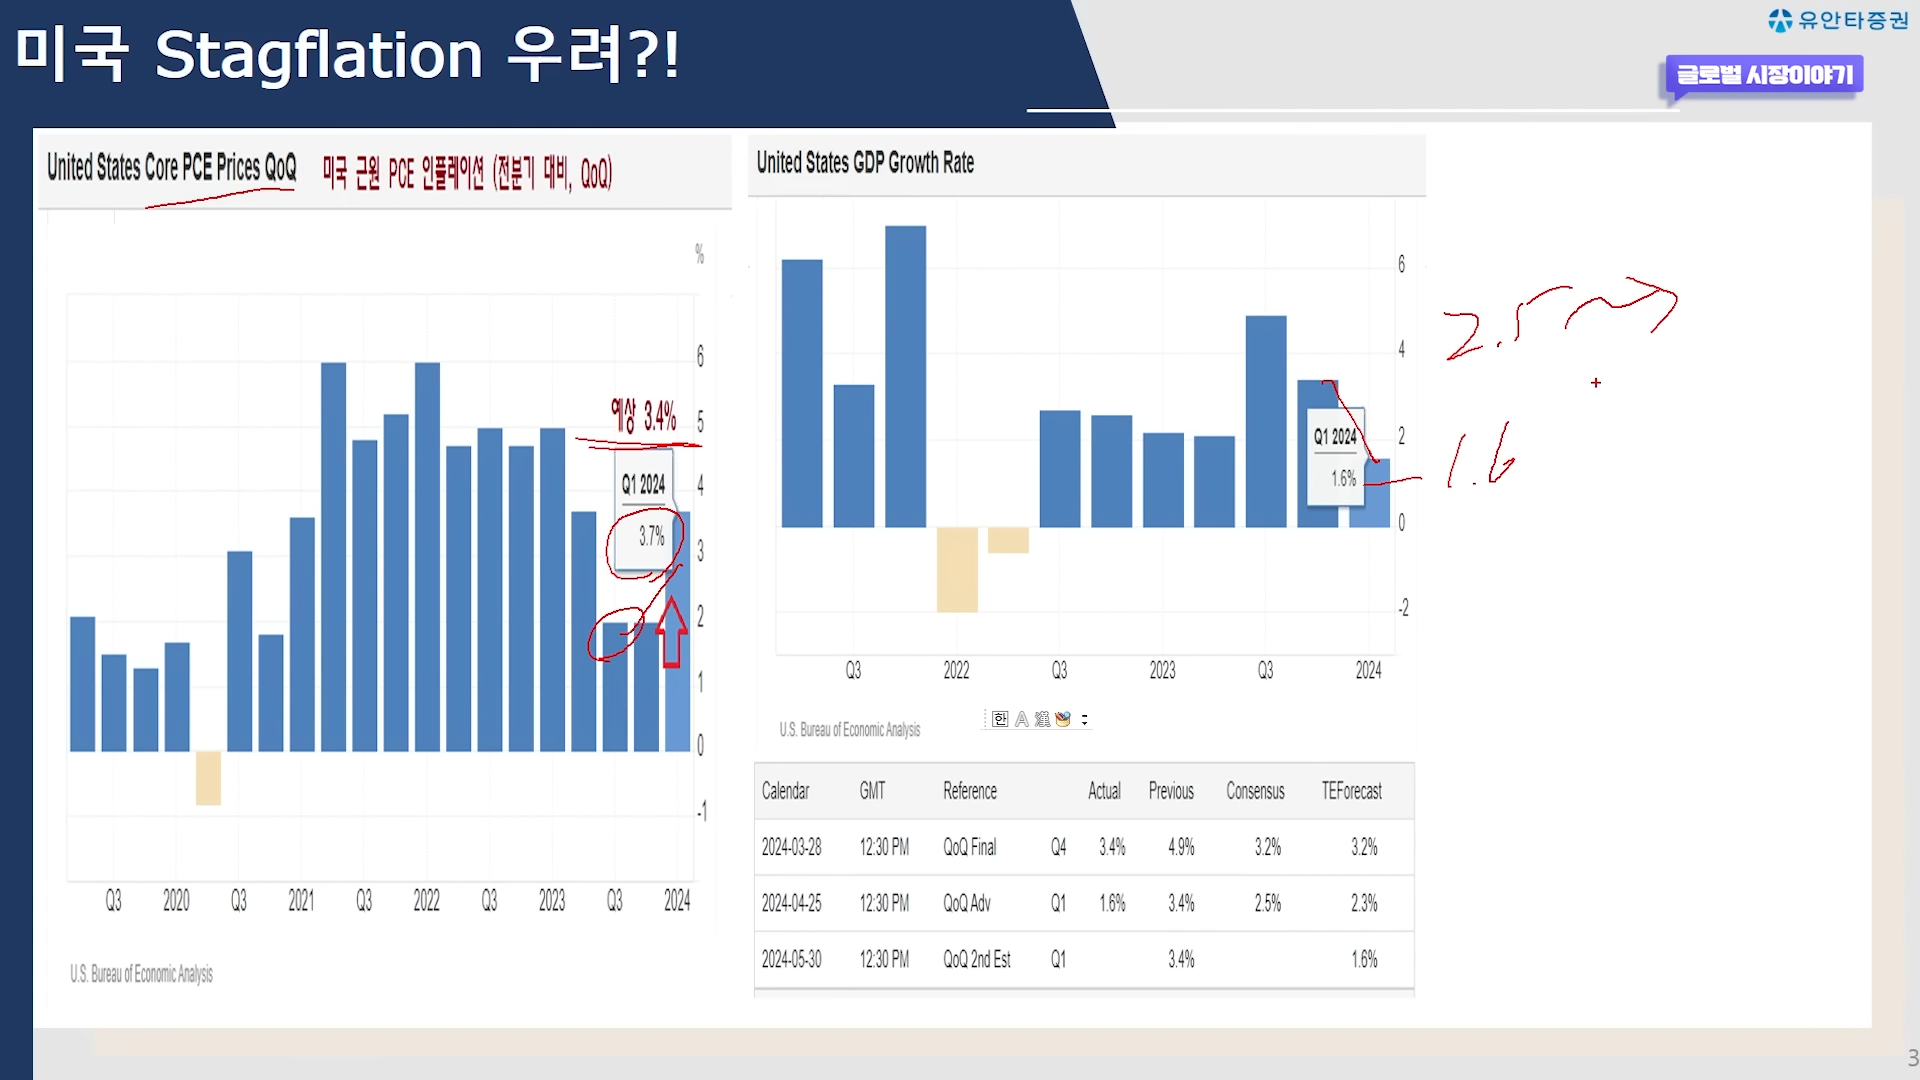 미국 Stagflation 우려?!
유안타증권
글로벌 시장이야기
United States Core PCE Prices QoQ 미국 근원 PCE 인플레이션 (전분기 대비, QoQ)
%
6
5
4
3
2
1
0
-1
예상 3.4%
Q1 2024
3.7%
Q3 2020 Q3 2021 Q3 2022 Q3 2023 Q3 2024
U.S. Bureau of Economic Analysis
United States GDP Growth Rate
6
4
2
0
-2
Q1 2024
1.6%
Q3 2022 Q3 2023 Q3 2024
U.S. Bureau of Economic Analysis
한 A 漢
2.5
1.6
Calendar GMT Reference Actual Previous Consensus TEForecast
2024-03-28 12:30 PM QoQ Final Q4 3.4% 4.9% 3.2% 3.2%
2024-04-25 12:30 PM QoQ Adv Q1 1.6% 3.4% 2.5% 2.3%
2024-05-30 12:30 PM QoQ 2nd Est Q1 3.4% 1.6%
3